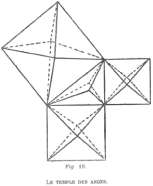 Fig 10.
LE TEMPLE DES ANGES.